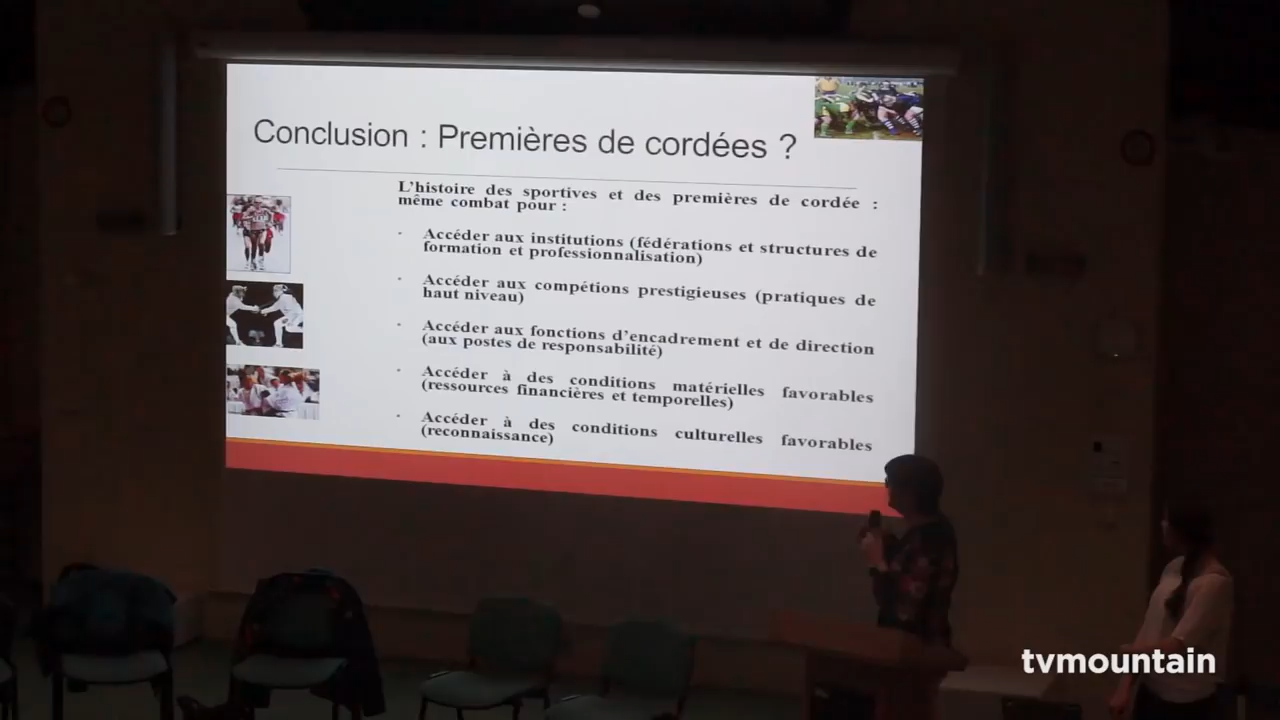 Conclusion : Premières de cordées ?
L'histoire des sportives et des premières de cordée :
même combat pour :
· Accéder aux institutions (fédérations et structures de
formation et professionnalisation)
· Accéder aux compétions prestigieuses (pratiques de
haut niveau)
· Accéder aux fonctions d'encadrement et de direction
(aux postes de responsabilité)
· Accéder à des conditions matérielles favorables
(ressources financières et temporelles)
· Accéder à des conditions culturelles favorables
(reconnaissance)
tvmountain